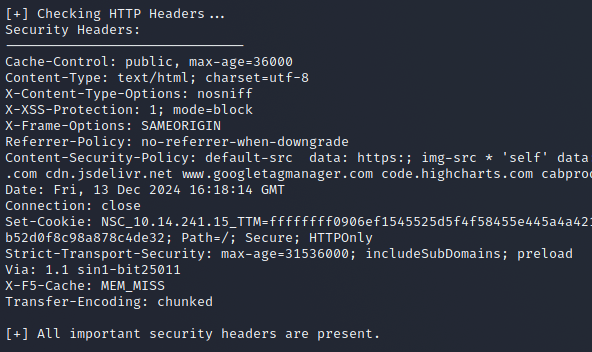 [+] Checking HTTP Headers...
Security Headers:
------------------------------
Cache-Control: public, max-age=36000
Content-Type: text/html; charset=utf-8
X-Content-Type-Options: nosniff
X-XSS-Protection: 1; mode=block
X-Frame-Options: SAMEORIGIN
Referrer-Policy: no-referrer-when-downgrade
Content-Security-Policy: default-src  data: https:; img-src * 'self' data
.com cdn.jsdelivr.net www.googletagmanager.com code.highcharts.com cabproc
Date: Fri, 13 Dec 2024 16:18:14 GMT
Connection: close
Set-Cookie: NSC_10.14.241.15_TTM=ffffffff0906ef1545525d5f4f58455e445a4a421
b52d0f8c98a878c4de32; Path=/; Secure; HTTPOnly
Strict-Transport-Security: max-age=31536000; includeSubDomains; preload
Via: 1.1 sin1-bit25011
X-F5-Cache: MEM_MISS
Transfer-Encoding: chunked
[+] All important security headers are present.